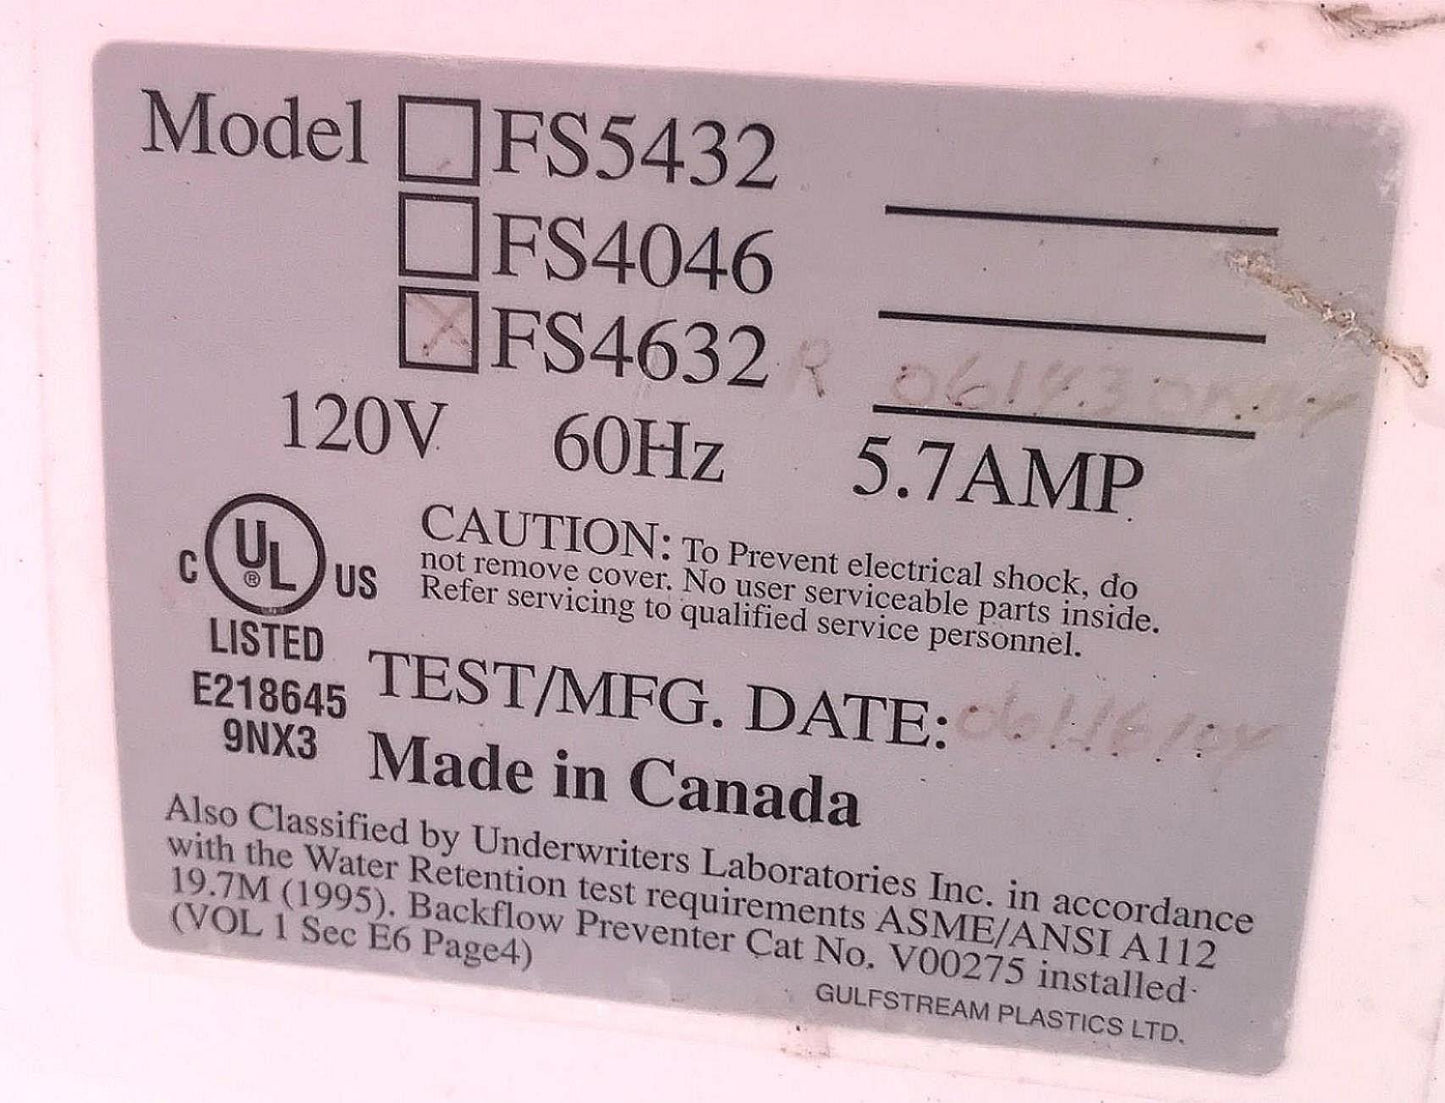 Model ☐ FS5432
☐ FS4046
☒ FS4632 R
120V 60Hz 5.7AMP
C UL® US
LISTED
E218645
9NX3
CAUTION: To Prevent electrical shock, do
not remove cover. No user serviceable parts inside.
Refer servicing to qualified service personnel.
TEST/MFG. DATE:
Made in Canada
Also Classified by Underwriters Laboratories Inc. in accordance
with the Water Retention test requirements ASME/ANSI A112
19.7M (1995). Backflow Preventer Cat No. V00275 installed
(VOL 1 Sec E6 Page4)
GULFSTREAM PLASTICS LTD.